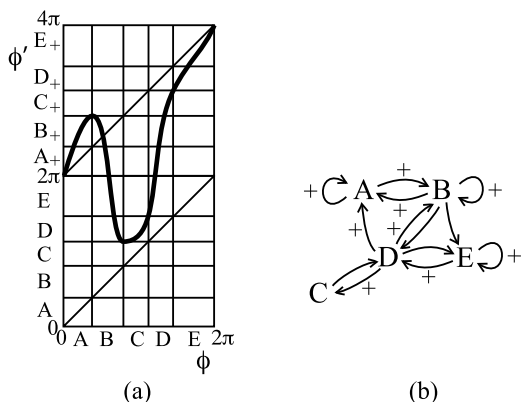 4π
E+
φ′
D+
C+
B+
A+
2π
E
D
C
B
A
0
0 A B C D E 2π
φ
(a)
+ A + B +
+ +
+ + +
D E +
C + +
(b)